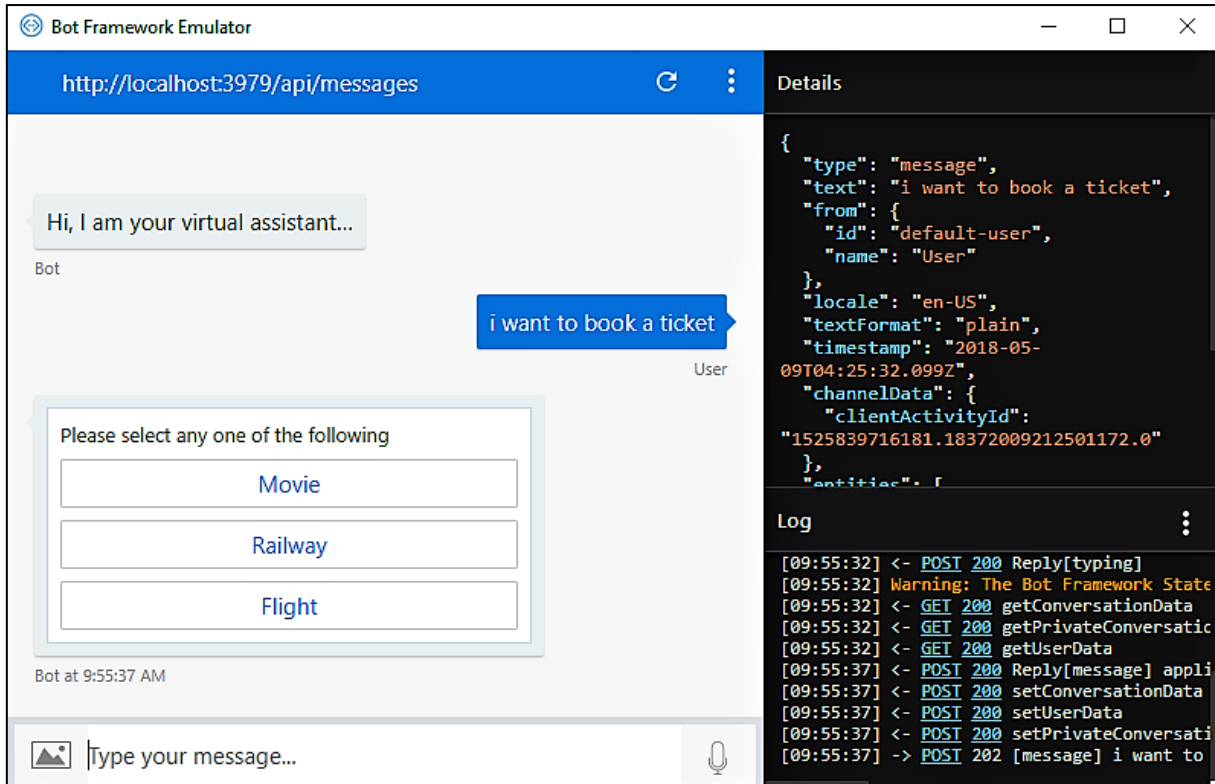 Bot Framework Emulator
http://localhost:3979/api/messages
Hi, I am your virtual assistant...
Bot
i want to book a ticket
User
Please select any one of the following
Movie
Railway
Flight
Bot at 9:55:37 AM
Type your message...
Details
{
"type": "message",
"text": "i want to book a ticket",
"from": {
"id": "default-user",
"name": "User"
},
"locale": "en-US",
"textFormat": "plain",
"timestamp": "2018-05-
09T04:25:32.099Z",
"channelData": {
"clientActivityId":
"1525839716181.18372009212501172.0"
},
"entities": [
Log
[09:55:32] <- POST 200 Reply[typing]
[09:55:32] Warning: The Bot Framework State
[09:55:32] <- GET 200 getConversationData
[09:55:32] <- GET 200 getPrivateConversatic
[09:55:32] <- GET 200 getUserData
[09:55:37] <- POST 200 Reply[message] appli
[09:55:37] <- POST 200 setConversationData
[09:55:37] <- POST 200 setUserData
[09:55:37] <- POST 200 setPrivateConversati
[09:55:37] -> POST 202 [message] i want to